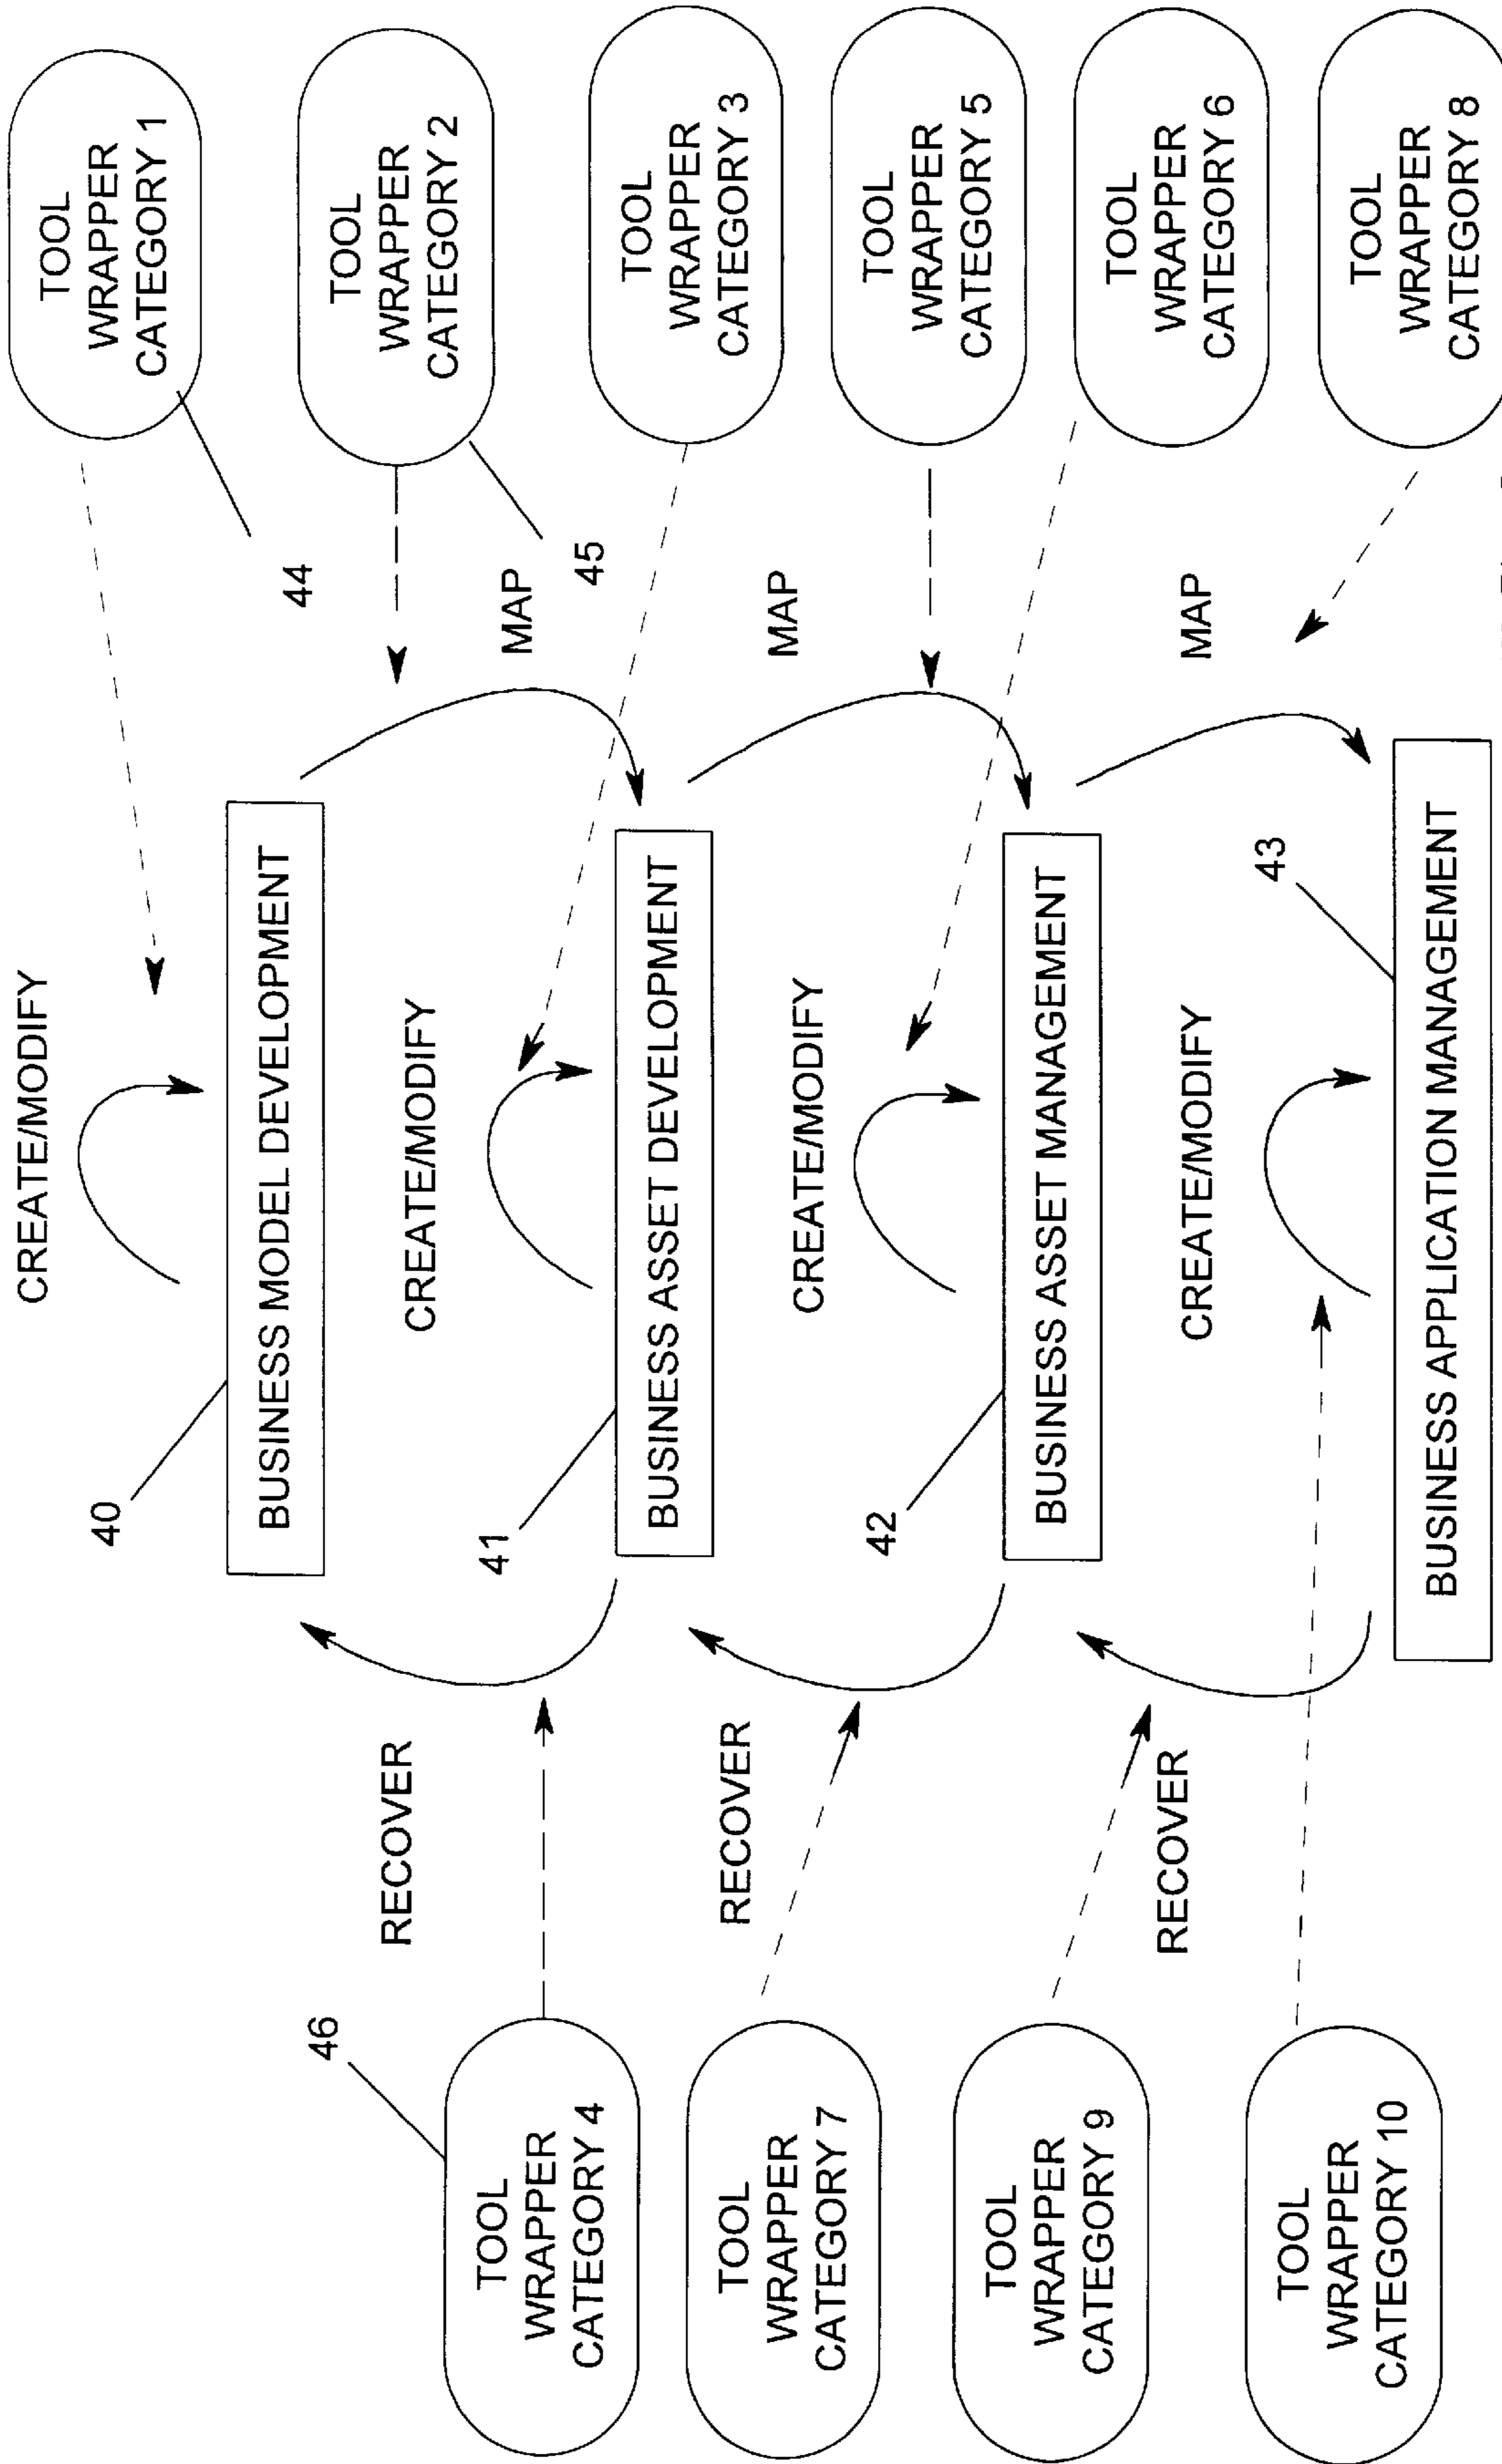 CREATE/MODIFY
TOOL
WRAPPER
CATEGORY 1
44
40
BUSINESS MODEL DEVELOPMENT
TOOL
WRAPPER
CATEGORY 2
45
MAP
46
RECOVER
CREATE/MODIFY
TOOL
WRAPPER
CATEGORY 4
41
BUSINESS ASSET DEVELOPMENT
TOOL
WRAPPER
CATEGORY 3
MAP
RECOVER
CREATE/MODIFY
TOOL
WRAPPER
CATEGORY 7
42
BUSINESS ASSET MANAGEMENT
TOOL
WRAPPER
CATEGORY 5
TOOL
WRAPPER
CATEGORY 6
MAP
TOOL
WRAPPER
CATEGORY 9
RECOVER
CREATE/MODIFY
43
TOOL
WRAPPER
CATEGORY 10
BUSINESS APPLICATION MANAGEMENT
TOOL
WRAPPER
CATEGORY 8